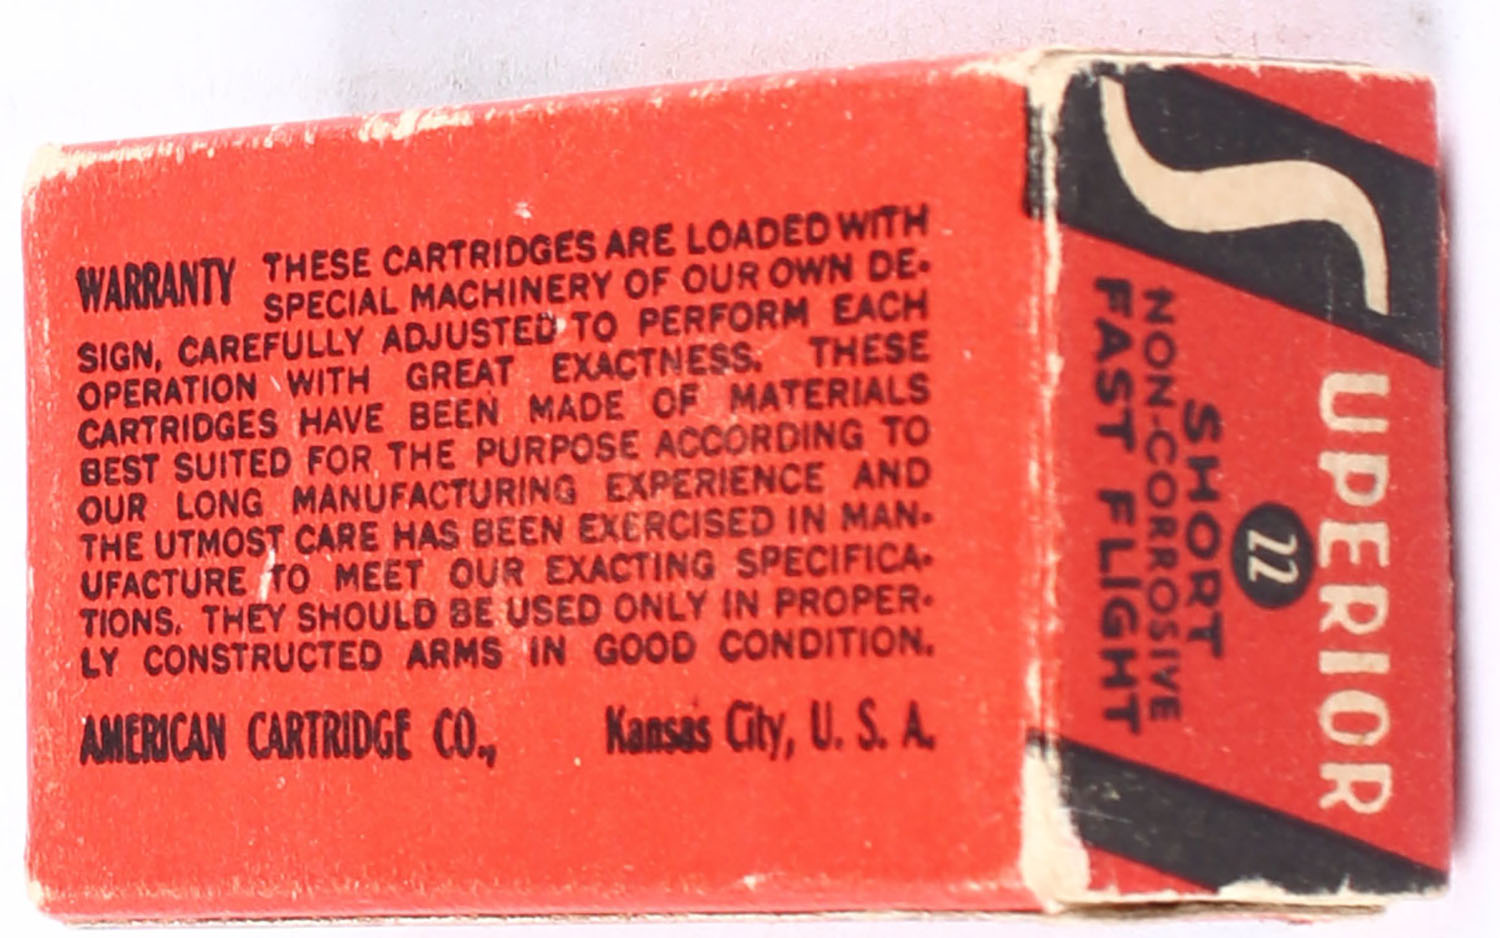 WARRANTY THESE CARTRIDGES ARE LOADED WITH
SPECIAL MACHINERY OF OUR OWN DE-
SIGN, CAREFULLY ADJUSTED TO PERFORM EACH
OPERATION WITH GREAT EXACTNESS. THESE
CARTRIDGES HAVE BEEN MADE OF MATERIALS
BEST SUITED FOR THE PURPOSE ACCORDING TO
OUR LONG MANUFACTURING EXPERIENCE AND
THE UTMOST CARE HAS BEEN EXERCISED IN MAN-
UFACTURE TO MEET OUR EXACTING SPECIFICA-
TIONS. THEY SHOULD BE USED ONLY IN PROPER-
LY CONSTRUCTED ARMS IN GOOD CONDITION.
AMERICAN CARTRIDGE CO., Kansas City, U. S. A.
SUPERIOR
22
SHORT
NON-CORROSIVE
FAST FLIGHT